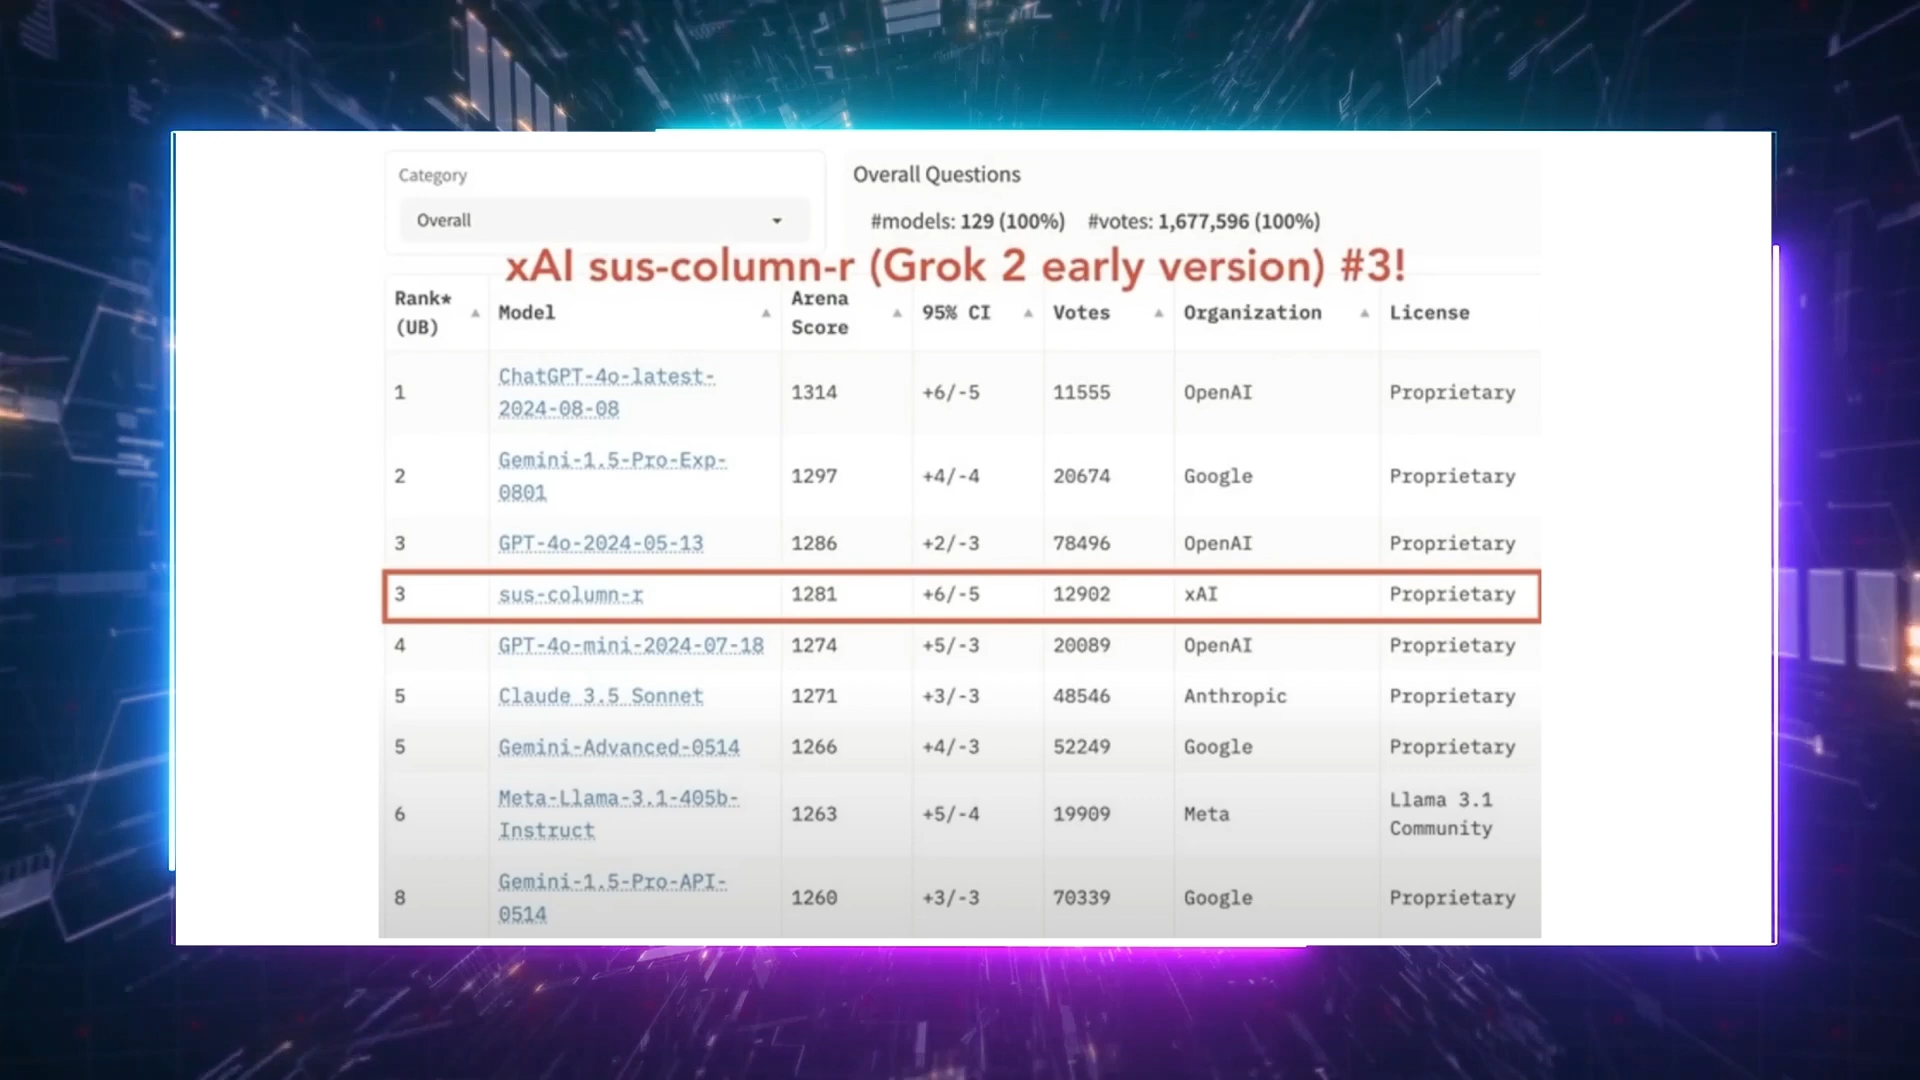 Category
Overall
Overall Questions
#models: 129 (100%) #votes: 1,677,596 (100%)
xAI sus-column-r (Grok 2 early version) #3!
Rank* (UB) Model Arena Score 95% CI Votes Organization License
1 ChatGPT-4o-latest-2024-08-08 1314 +6/-5 11555 OpenAI Proprietary
2 Gemini-1.5-Pro-Exp-0801 1297 +4/-4 20674 Google Proprietary
3 GPT-4o-2024-05-13 1286 +2/-3 78496 OpenAI Proprietary
3 sus-column-r 1281 +6/-5 12902 xAI Proprietary
4 GPT-4o-mini-2024-07-18 1274 +5/-3 20089 OpenAI Proprietary
5 Claude 3.5 Sonnet 1271 +3/-3 48546 Anthropic Proprietary
5 Gemini-Advanced-0514 1266 +4/-3 52249 Google Proprietary
6 Meta-Llama-3.1-405b-Instruct 1263 +5/-4 19909 Meta Llama 3.1 Community
8 Gemini-1.5-Pro-API-0514 1260 +3/-3 70339 Google Proprietary